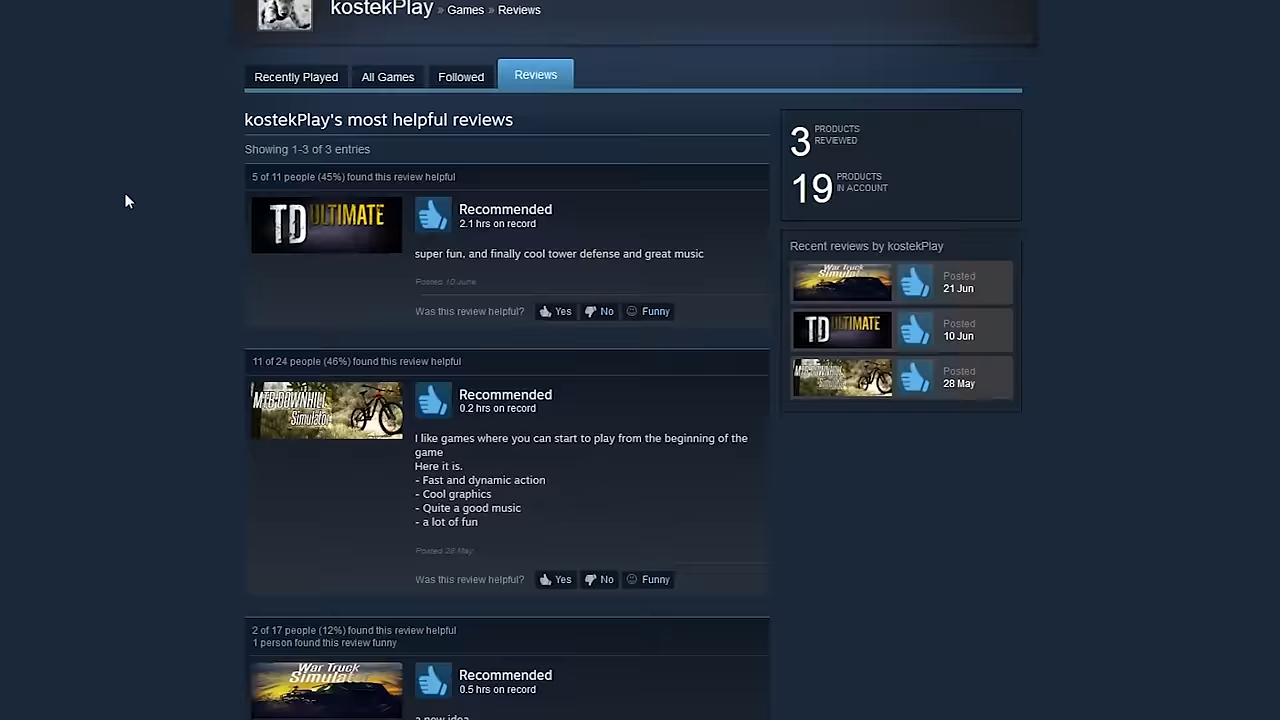 kostekPlay » Games » Reviews
Recently Played All Games Followed Reviews
kostekPlay's most helpful reviews
Showing 1-3 of 3 entries
5 of 11 people (45%) found this review helpful
TD ULTIMATE
Recommended
2.1 hrs on record
super fun, and finally cool tower defense and great music
Posted 10 June
Was this review helpful? Yes No Funny
11 of 24 people (46%) found this review helpful
MTB DOWNHILL
Simulator
Recommended
0.2 hrs on record
I like games where you can start to play from the beginning of the
game
Here it is.
- Fast and dynamic action
- Cool graphics
- Quite a good music
- a lot of fun
Posted 28 May
Was this review helpful? Yes No Funny
2 of 17 people (12%) found this review helpful
1 person found this review funny
War Truck
Simulator
Recommended
0.5 hrs on record
a new idea
3 PRODUCTS
REVIEWED
19 PRODUCTS
IN ACCOUNT
Recent reviews by kostekPlay
War Truck
Simulator
Posted
21 Jun
TD ULTIMATE
Posted
10 Jun
MTB DOWNHILL
Simulator
Posted
28 May